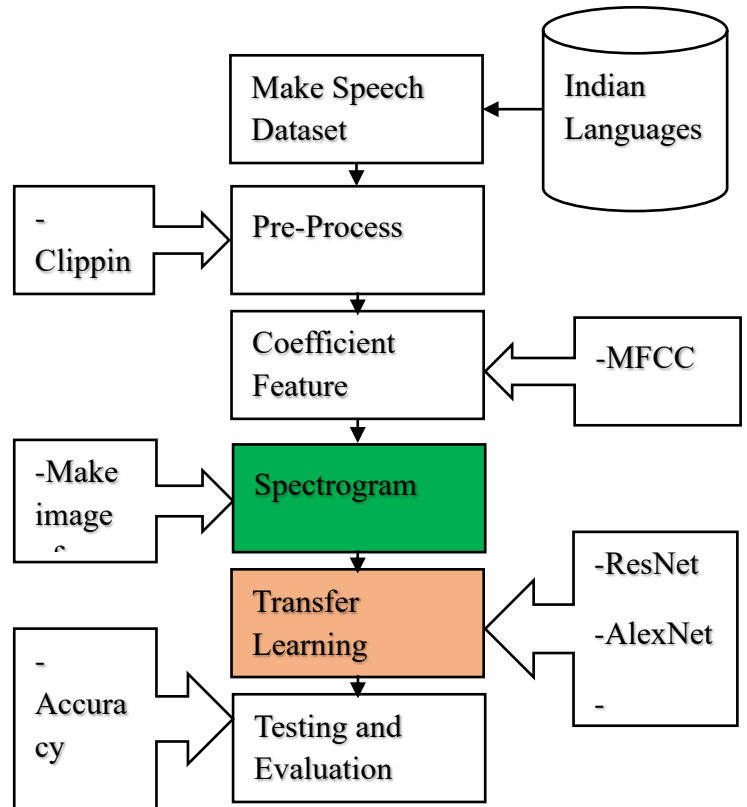 Make Speech
Dataset
Indian
Languages
-
Clippin
Pre-Process
Coefficient
Feature
-MFCC
-Make
image
Spectrogram
Transfer
Learning
-ResNet
-AlexNet
-
-
Accura
cy
Testing and
Evaluation